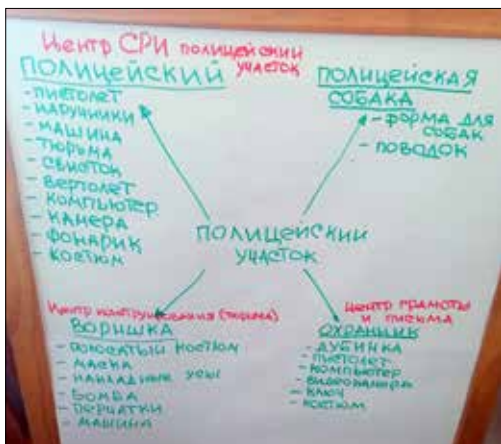 Центр СРИ полицейский
участок
ПОЛИЦЕЙСКИЙ
- пистолет
- наручники
- машина
- тюрьма
- свисток
- вертолет
- компьютер
- камера
- фонарик
- костюм
ПОЛИЦЕЙСКАЯ
СОБАКА
- форма для
собак
- поводок
ПОЛИЦЕЙСКИЙ
УЧАСТОК
Центр конструирования (тюрьма)
ВОРИШКА
- полосатый костюм
- маска
- накладные усы
- бомба
- перчатки
- машина
Центр грамоты
и письма
ОХРАННИК
- дубинка
- пистолет
- компьютер
- видеокамера
- ключ
- костюм